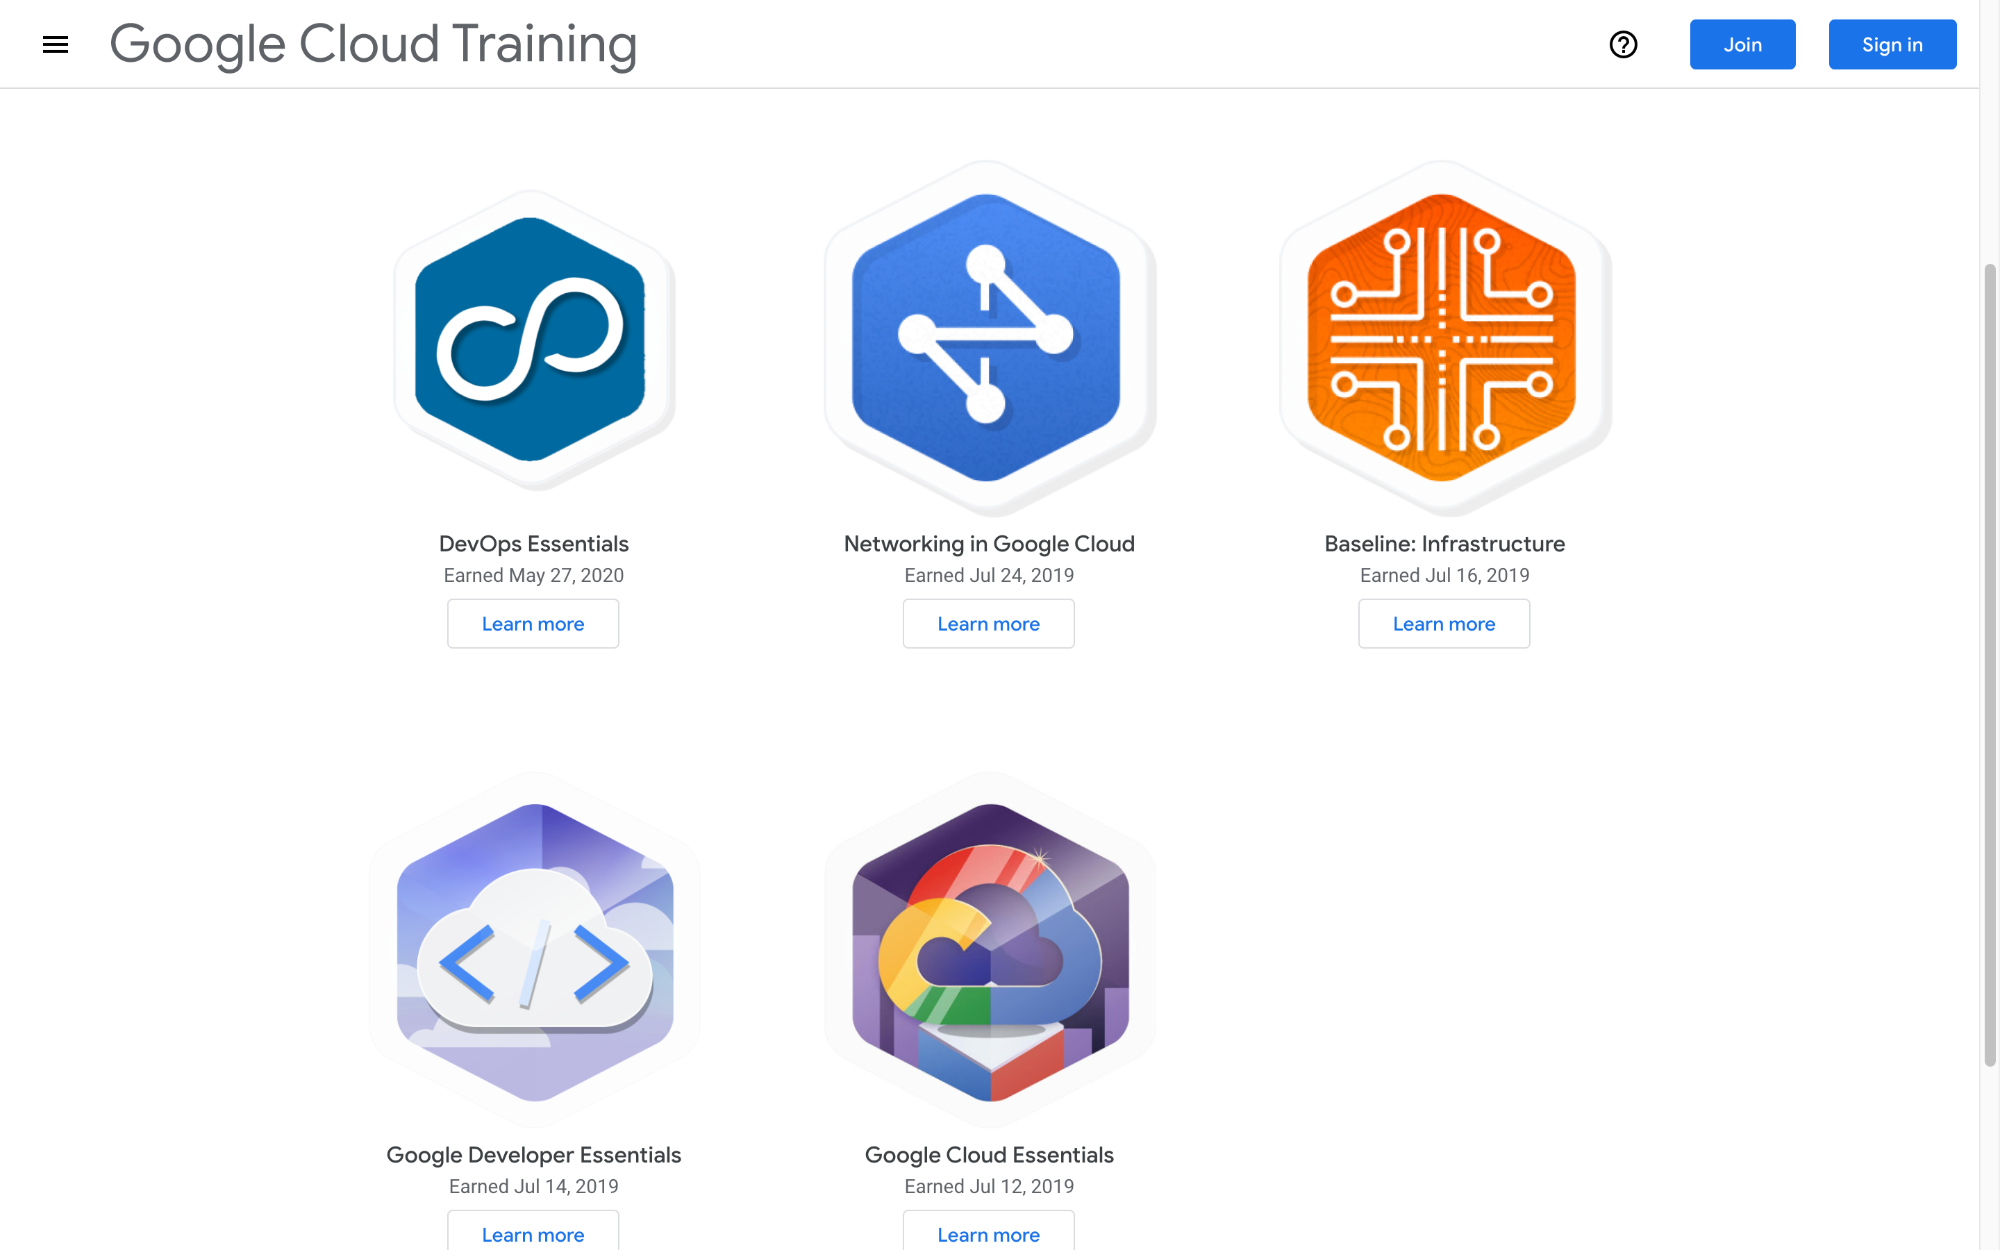 Google Cloud Training
Join
Sign in
DevOps Essentials
Earned May 27, 2020
Learn more
Networking in Google Cloud
Earned Jul 24, 2019
Learn more
Baseline: Infrastructure
Earned Jul 16, 2019
Learn more
Google Developer Essentials
Earned Jul 14, 2019
Learn more
Google Cloud Essentials
Earned Jul 12, 2019
Learn more